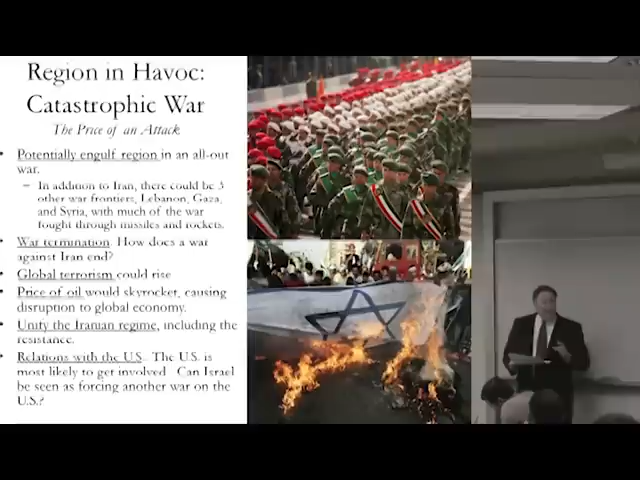 Region in Havoc:
Catastrophic War
The Price of an Attack
• Potentially engulf region in an all-out
war.
– In addition to Iran, there could be 3
other war frontiers, Lebanon, Gaza,
and Syria, with much of the war
fought through missiles and rockets.
• War termination. How does a war
against Iran end?
• Global terrorism could rise
• Price of oil would skyrocket, causing
disruption to global economy.
• Unify the Iranian regime, including the
resistance.
• Relations with the US. The U.S. is
most likely to get involved. Can Israel
be seen as forcing another war on the
U.S.?